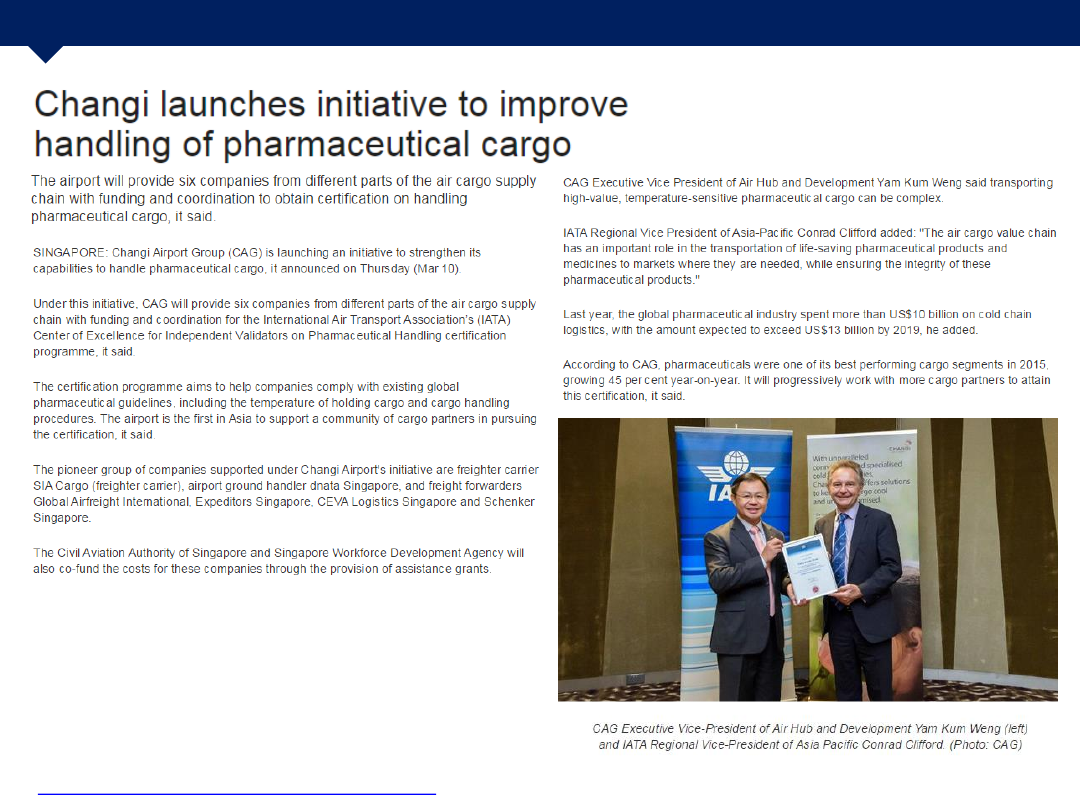 Changi launches initiative to improve
handling of pharmaceutical cargo
The airport will provide six companies from different parts of the air cargo supply
chain with funding and coordination to obtain certification on handling
pharmaceutical cargo, it said.
SINGAPORE: Changi Airport Group (CAG) is launching an initiative to strengthen its
capabilities to handle pharmaceutical cargo, it announced on Thursday (Mar 10).
Under this initiative, CAG will provide six companies from different parts of the air cargo supply
chain with funding and coordination for the International Air Transport Association's (IATA)
Center of Excellence for Independent Validators on Pharmaceutical Handling certification
programme, it said.
The certification programme aims to help companies comply with existing global
pharmaceutical guidelines, including the temperature of holding cargo and cargo handling
procedures. The airport is the first in Asia to support a community of cargo partners in pursuing
the certification, it said.
The pioneer group of companies supported under Changi Airport's initiative are freighter carrier
SIA Cargo (freighter carrier), airport ground handler dnata Singapore, and freight forwarders
Global Airfreight International, Expeditors Singapore, CEVA Logistics Singapore and Schenker
Singapore.
The Civil Aviation Authority of Singapore and Singapore Workforce Development Agency will
also co-fund the costs for these companies through the provision of assistance grants.
CAG Executive Vice President of Air Hub and Development Yam Kum Weng said transporting
high-value, temperature-sensitive pharmaceutical cargo can be complex.
IATA Regional Vice President of Asia-Pacific Conrad Clifford added: "The air cargo value chain
has an important role in the transportation of life-saving pharmaceutical products and
medicines to markets where they are needed, while ensuring the integrity of these
pharmaceutical products."
Last year, the global pharmaceutical industry spent more than US$10 billion on cold chain
logistics, with the amount expected to exceed US$13 billion by 2019, he added.
According to CAG, pharmaceuticals were one of its best performing cargo segments in 2015,
growing 45 per cent year-on-year. It will progressively work with more cargo partners to attain
this certification, it said.
IA
CHANGI
With unparalleled
specialised
cold
offers solutions
cool
CAG Executive Vice-President of Air Hub and Development Yam Kum Weng (left)
and IATA Regional Vice-President of Asia Pacific Conrad Clifford. (Photo: CAG)